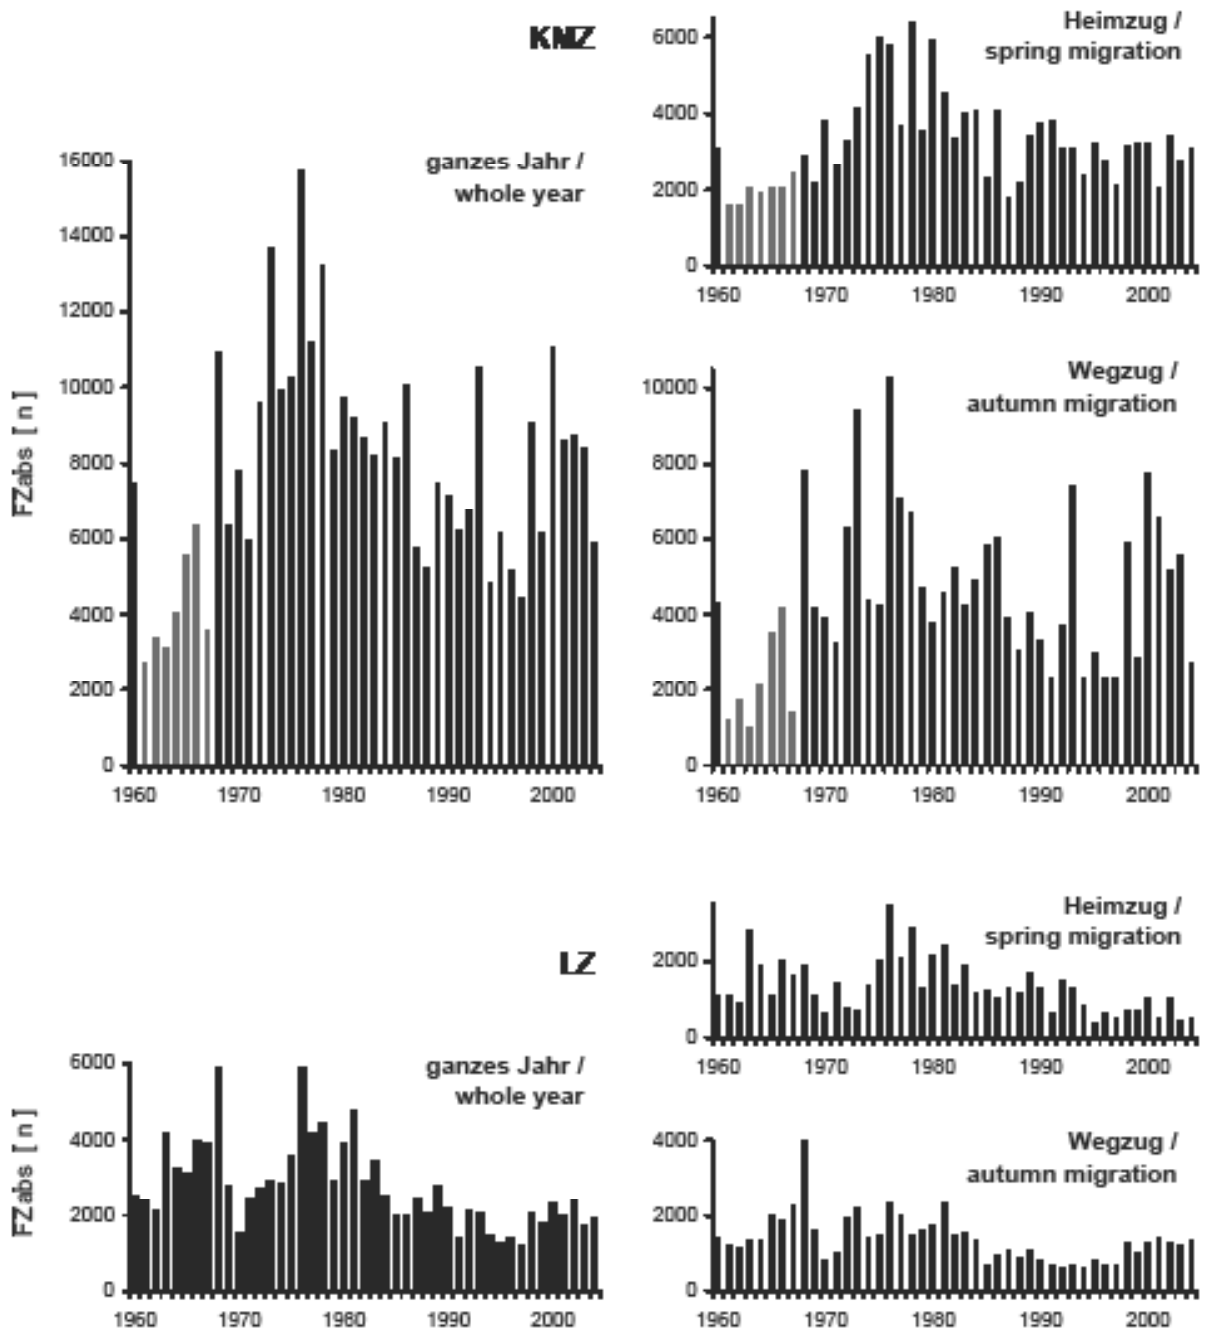 KMZ
Heimzug /
spring migration
6000
4000
2000
0
1960 1970 1980 1990 2000
ganzes Jahr /
whole year
16000
14000
12000
10000
8000
6000
4000
2000
0
FZabs [ n ]
1960 1970 1980 1990 2000
Wegzug /
autumn migration
10000
8000
6000
4000
2000
0
1960 1970 1980 1990 2000
LZ
Heimzug /
spring migration
2000
0
1960 1970 1980 1990 2000
ganzes Jahr /
whole year
6000
4000
2000
0
FZabs [ n ]
1960 1970 1980 1990 2000
Wegzug /
autumn migration
4000
2000
0
1960 1970 1980 1990 2000